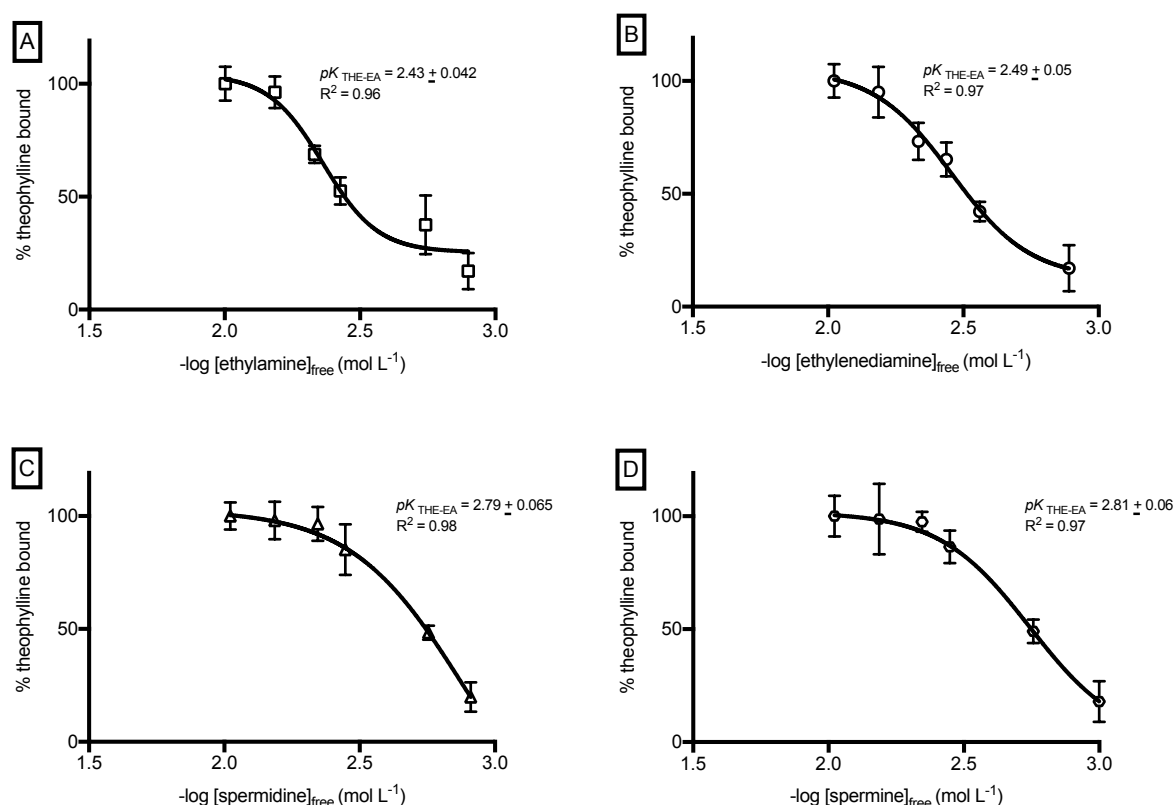 A
pK THE-EA = 2.43 ± 0.042
R² = 0.96
% theophylline bound
100
50
0
1.5 2.0 2.5 3.0
-log [ethylamine]free (mol L⁻¹)
B
pK THE-EA = 2.49 ± 0.05
R² = 0.97
% theophylline bound
100
50
0
1.5 2.0 2.5 3.0
-log [ethylenediamine]free (mol L⁻¹)
C
pK THE-EA = 2.79 ± 0.065
R² = 0.98
% theophylline bound
100
50
0
1.5 2.0 2.5 3.0
-log [spermidine]free (mol L⁻¹)
D
pK THE-EA = 2.81 ± 0.06
R² = 0.97
% theophylline bound
100
50
0
1.5 2.0 2.5 3.0
-log [spermine]free (mol L⁻¹)